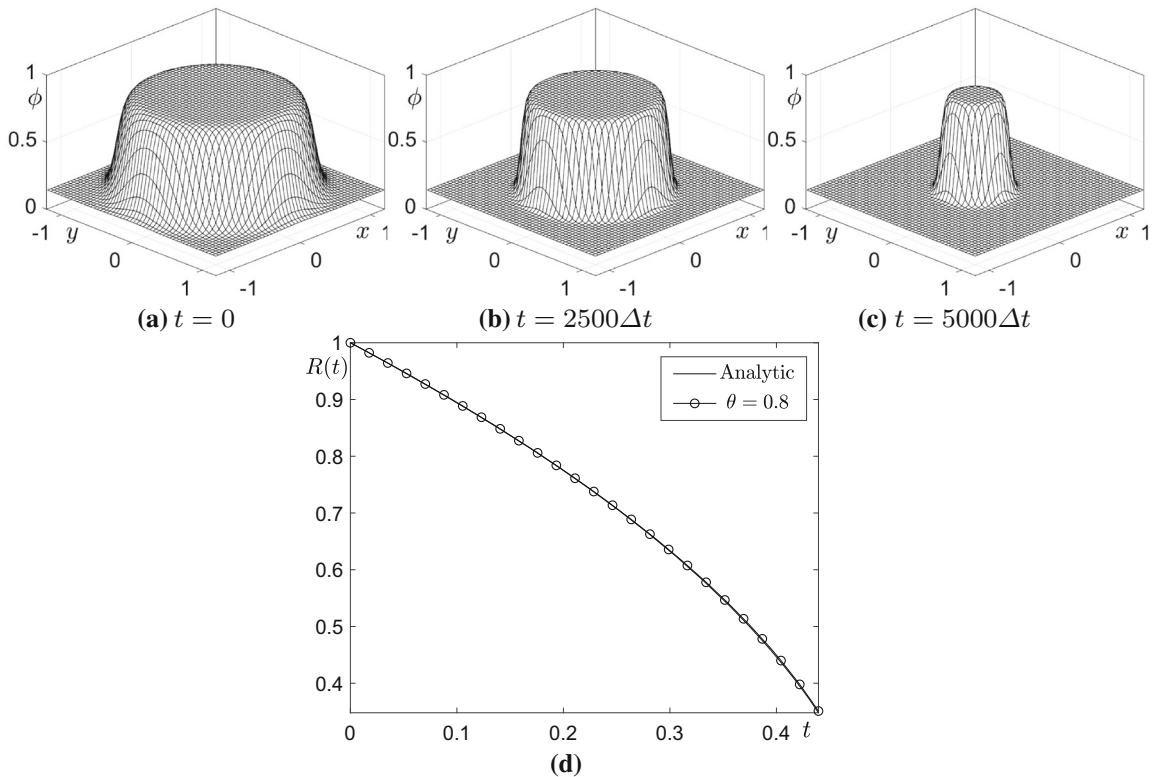 1
ϕ
0.5
0
-1
y
0
1
-1
0
x
1
(a) t = 0
1
ϕ
0.5
0
-1
y
0
1
-1
0
x
1
(b) t = 2500Δt
1
ϕ
0.5
0
-1
y
0
1
-1
0
x
1
(c) t = 5000Δt
1
R(t)
0.9
0.8
0.7
0.6
0.5
0.4
Analytic
θ = 0.8
0 0.1 0.2 0.3 0.4 t
(d)